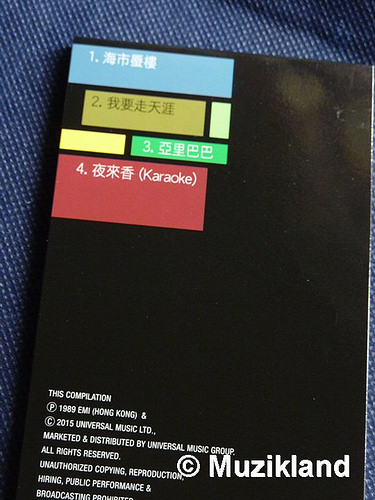 1. 海市蜃樓
2. 我要走天涯
3. 亞里巴巴
4. 夜來香 (Karaoke)
THIS COMPILATION
Ⓟ 1989 EMI (HONG KONG) &
© 2015 UNIVERSAL MUSIC LTD.,
MARKETED & DISTRIBUTED BY UNIVERSAL MUSIC GROUP.
ALL RIGHTS RESERVED.
UNAUTHORIZED COPYING, REPRODUCTION,
HIRING, PUBLIC PERFORMANCE &
BROADCASTING PROHIBITED
© Muzikland